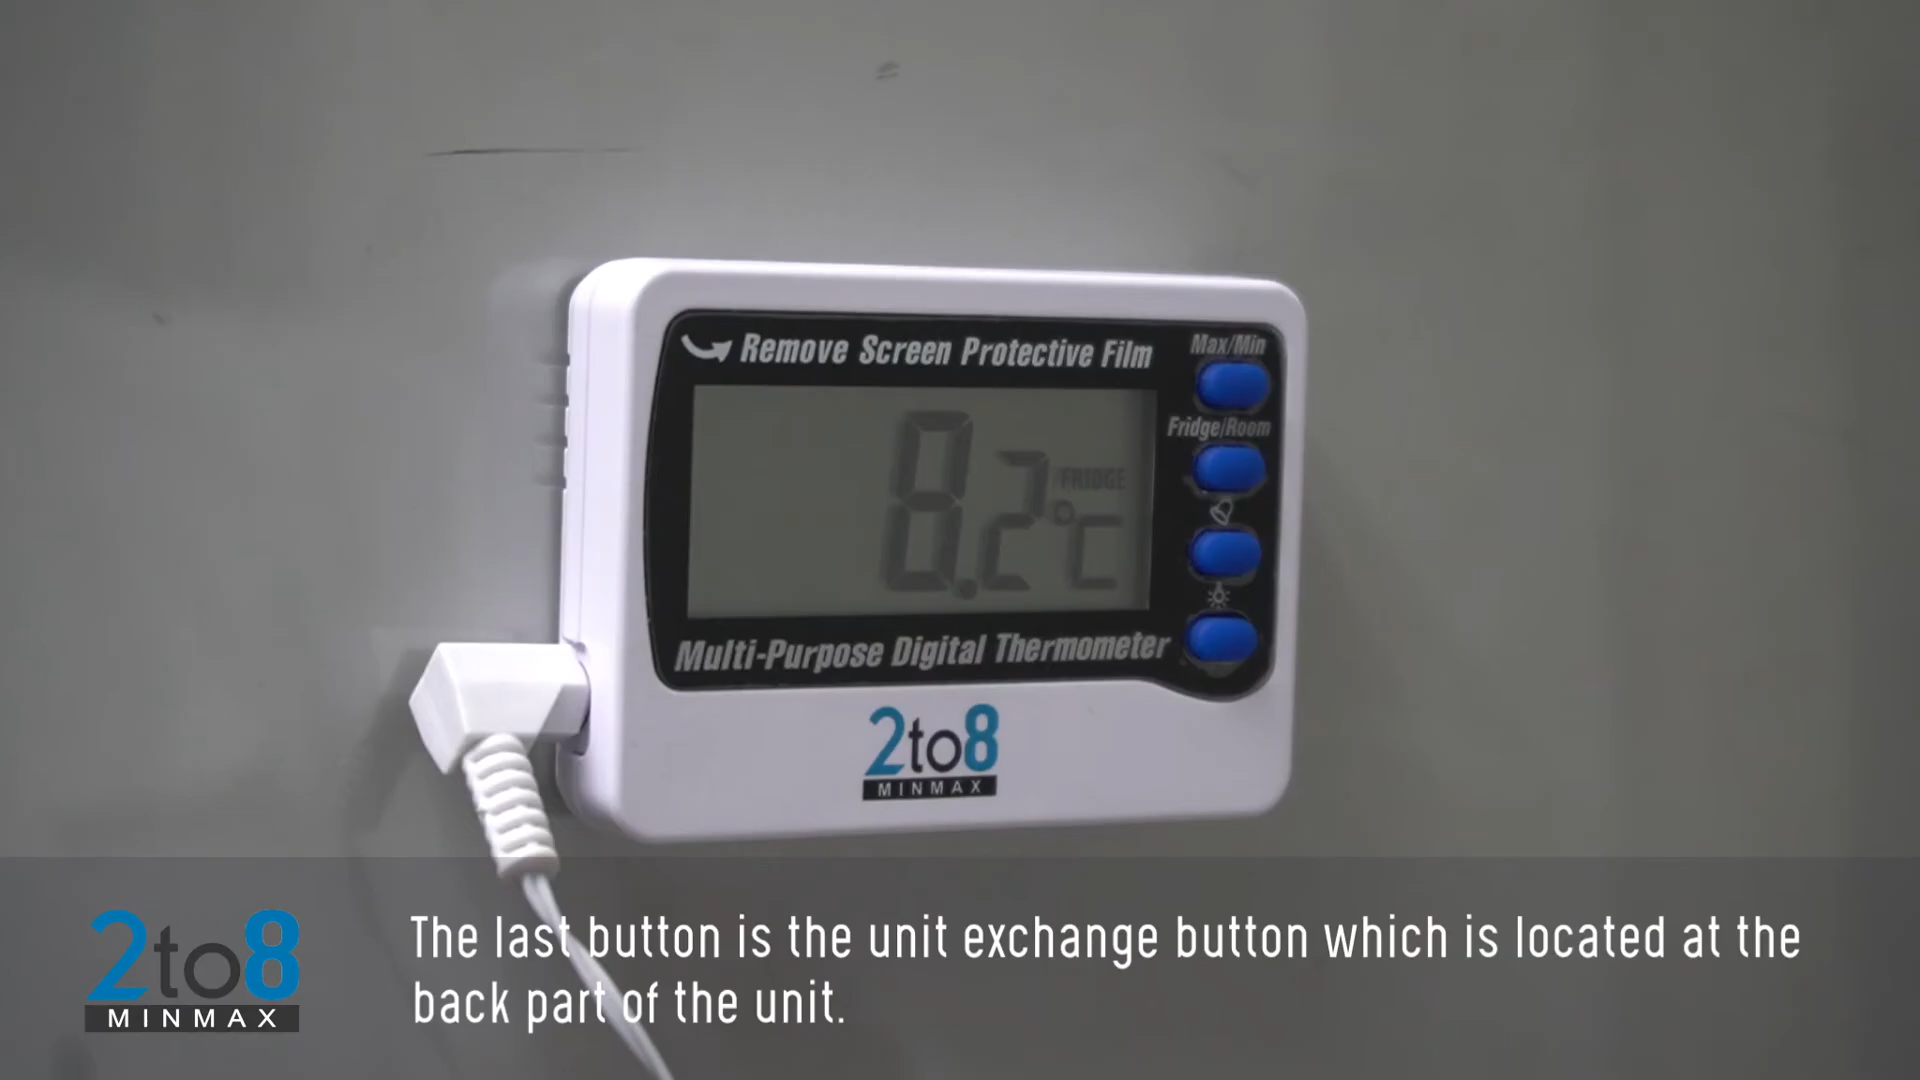 Remove Screen Protective Film
Max/Min
Fridge/Room
8.2°C
FRIDGE
Multi-Purpose Digital Thermometer
2to8
MINMAX
2to8
MINMAX
The last button is the unit exchange button which is located at the
back part of the unit.